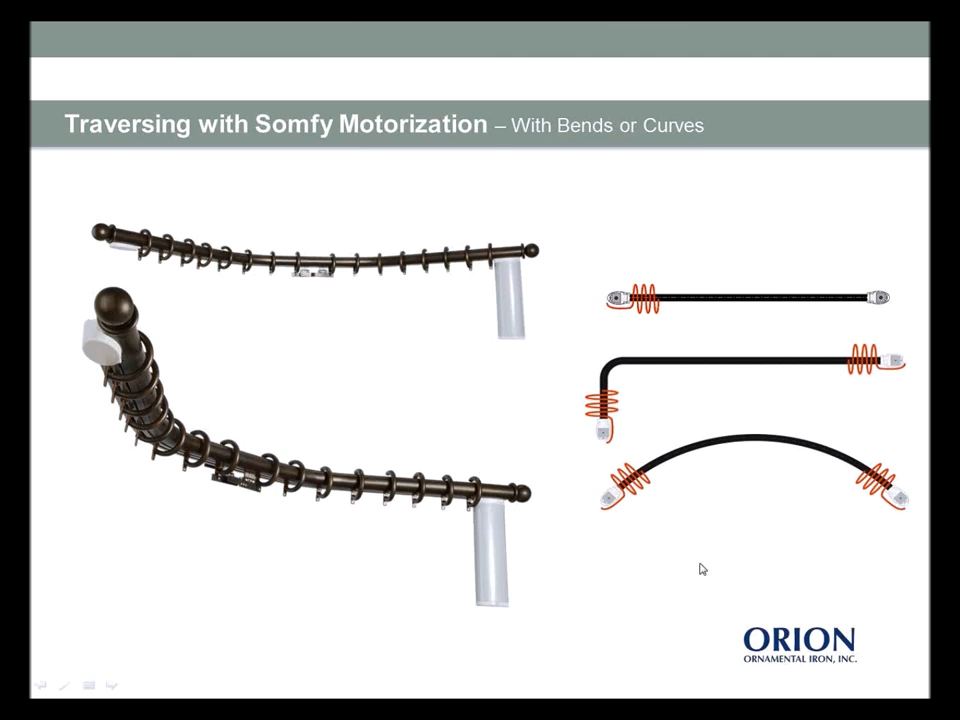 Traversing with Somfy Motorization – With Bends or Curves
ORION
ORNAMENTAL IRON, INC.